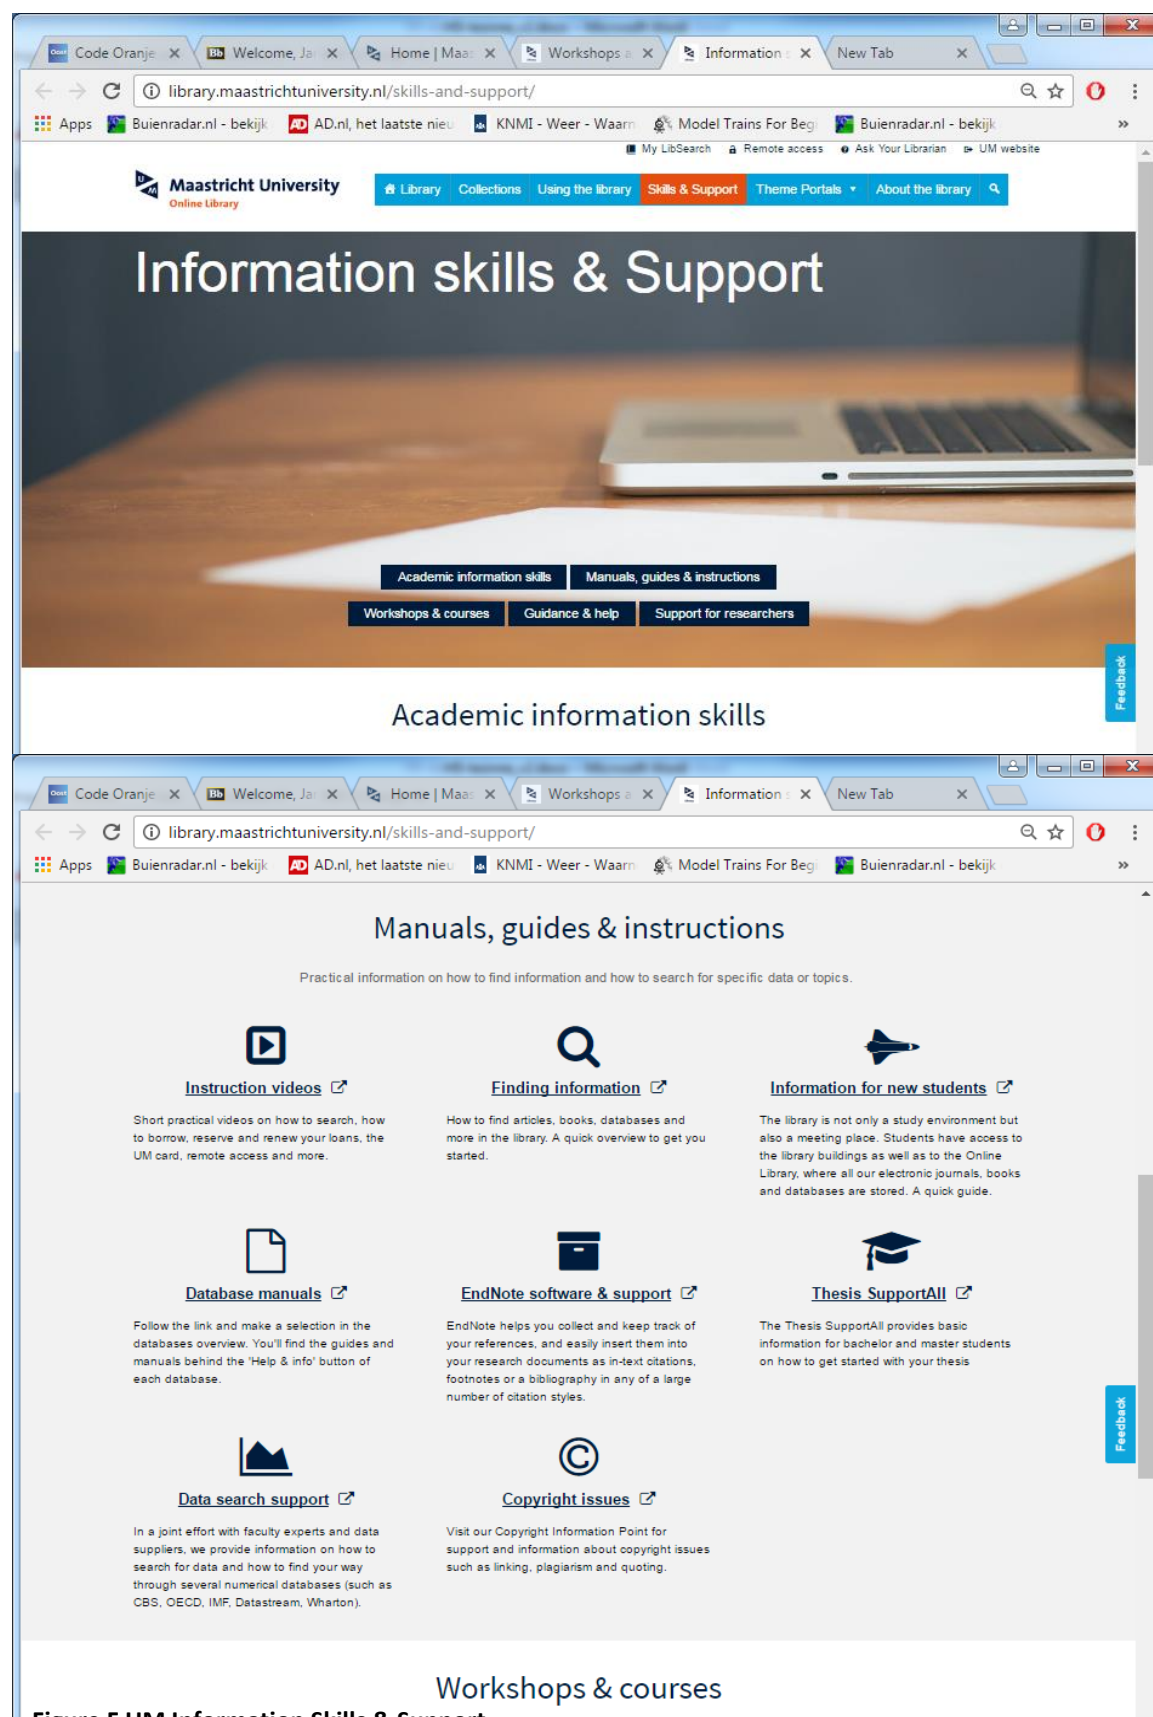 Code Oranje
Welcome, Ja
Home | Maas
Workshops a
Information s
New Tab
library.maastrichtuniversity.nl/skills-and-support/
Apps
Buienradar.nl - bekijk
AD AD.nl, het laatste nieu
KNMI - Weer - Waarn
Model Trains For Begi
Buienradar.nl - bekijk
My LibSearch
Remote access
Ask Your Librarian
UM website
Maastricht University
Online Library
Library
Collections
Using the library
Skills & Support
Theme Portals
About the library
Information skills & Support
Academic information skills
Manuals, guides & instructions
Workshops & courses
Guidance & help
Support for researchers
Feedback
Academic information skills
Code Oranje
Welcome, Ja
Home | Maas
Workshops a
Information s
New Tab
library.maastrichtuniversity.nl/skills-and-support/
Apps
Buienradar.nl - bekijk
AD AD.nl, het laatste nieu
KNMI - Weer - Waarn
Model Trains For Begi
Buienradar.nl - bekijk
Manuals, guides & instructions
Practical information on how to find information and how to search for specific data or topics.
Instruction videos
Short practical videos on how to search, how
to borrow, reserve and renew your loans, the
UM card, remote access and more.
Finding information
How to find articles, books, databases and
more in the library. A quick overview to get you
started.
Information for new students
The library is not only a study environment but
also a meeting place. Students have access to
the library buildings as well as to the Online
Library, where all our electronic journals, books
and databases are stored. A quick guide.
Database manuals
Follow the link and make a selection in the
databases overview. You'll find the guides and
manuals behind the 'Help & info' button of
each database.
EndNote software & support
EndNote helps you collect and keep track of
your references, and easily insert them into
your research documents as in-text citations,
footnotes or a bibliography in any of a large
number of citation styles.
Thesis SupportAll
The Thesis SupportAll provides basic
information for bachelor and master students
on how to get started with your thesis
Feedback
Data search support
In a joint effort with faculty experts and data
suppliers, we provide information on how to
search for data and how to find your way
through several numerical databases (such as
CBS, OECD, IMF, Datastream, Wharton).
Copyright issues
Visit our Copyright Information Point for
support and information about copyright issues
such as linking, plagiarism and quoting.
Workshops & courses
Figure 5 UM Information Skills & Support